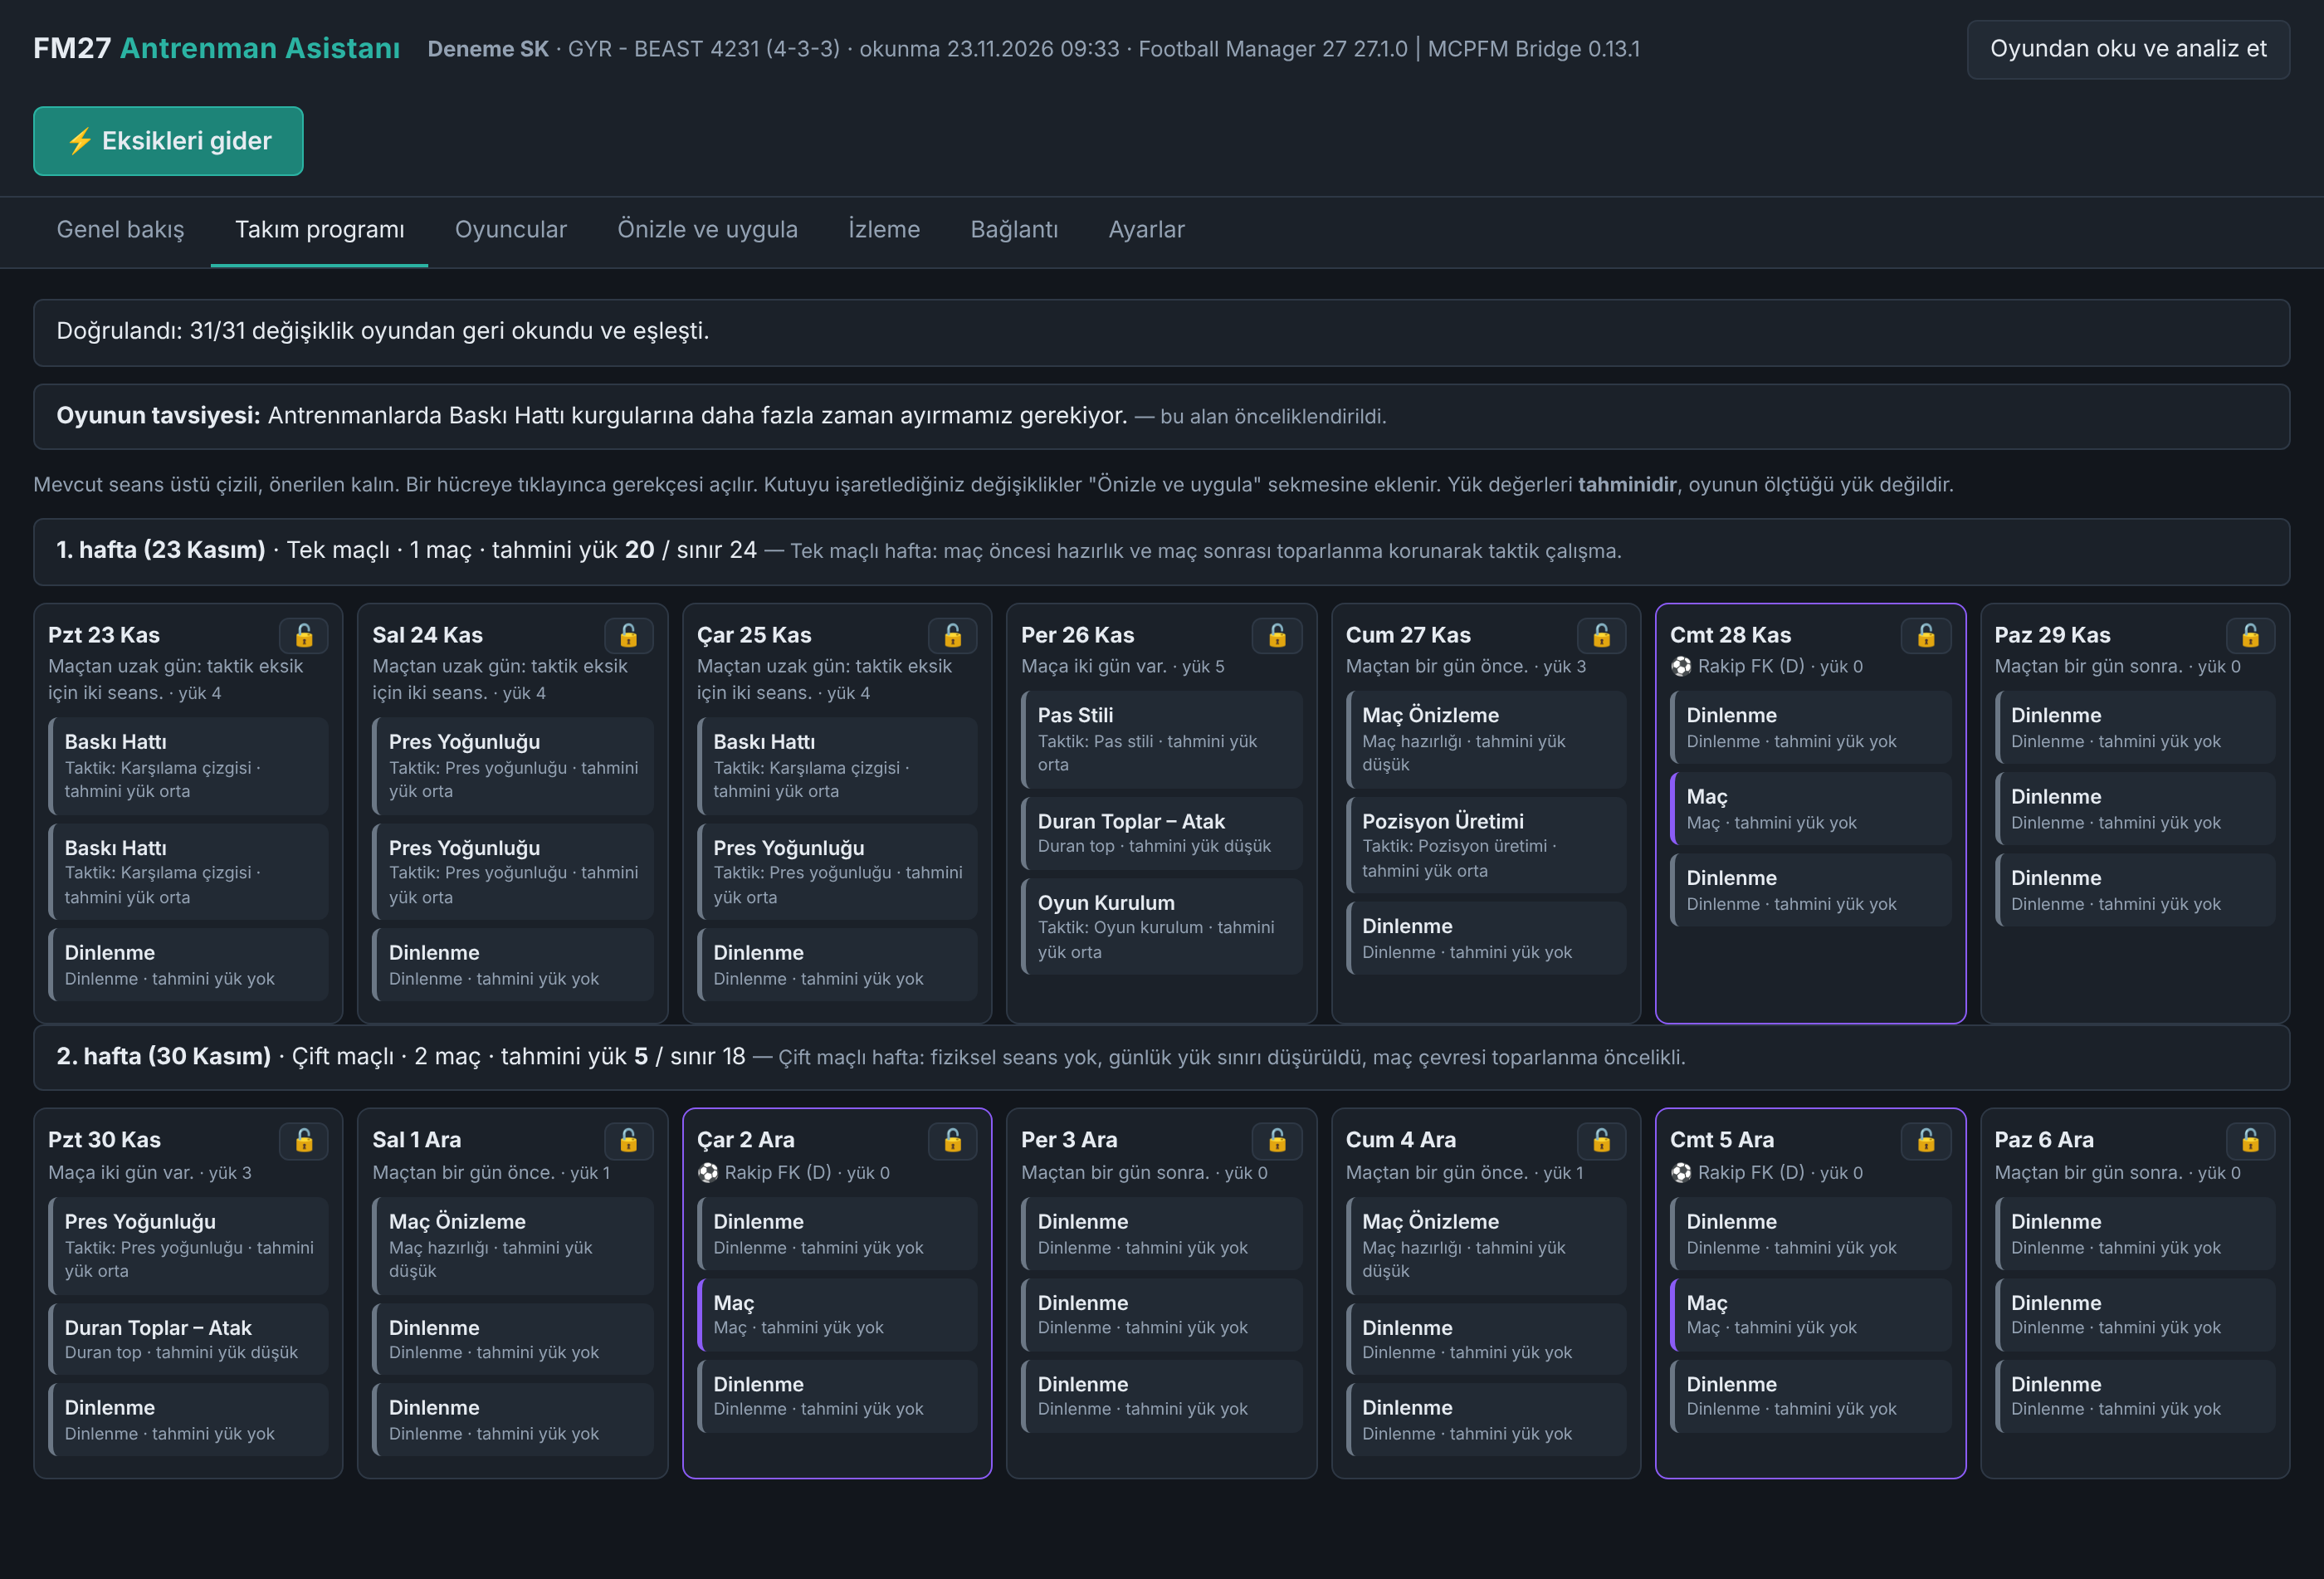 FM27 Antrenman Asistanı
Deneme SK · GYR - BEAST 4231 (4-3-3) · okunma 23.11.2026 09:33 · Football Manager 27 27.1.0 | MCPFM Bridge 0.13.1
Oyundan oku ve analiz et
⚡ Eksikleri gider
Genel bakış
Takım programı
Oyuncular
Önizle ve uygula
İzleme
Bağlantı
Ayarlar
Doğrulandı: 31/31 değişiklik oyundan geri okundu ve eşleşti.
Oyunun tavsiyesi: Antrenmanlarda Baskı Hattı kurgularına daha fazla zaman ayırmamız gerekiyor. — bu alan önceliklendirildi.
Mevcut seans üstü çizili, önerilen kalın. Bir hücreye tıklayınca gerekçesi açılır. Kutuyu işaretlediğiniz değişiklikler "Önizle ve uygula" sekmesine eklenir. Yük değerleri tahminidir, oyunun ölçtüğü yük değildir.
1. hafta (23 Kasım) · Tek maçlı · 1 maç · tahmini yük 20 / sınır 24 — Tek maçlı hafta: maç öncesi hazırlık ve maç sonrası toparlanma korunarak taktik çalışma.
Pzt 23 Kas
Maçtan uzak gün: taktik eksik
için iki seans. · yük 4
Baskı Hattı
Taktik: Karşılama çizgisi ·
tahmini yük orta
Baskı Hattı
Taktik: Karşılama çizgisi ·
tahmini yük orta
Dinlenme
Dinlenme · tahmini yük yok
Sal 24 Kas
Maçtan uzak gün: taktik eksik
için iki seans. · yük 4
Pres Yoğunluğu
Taktik: Pres yoğunluğu · tahmini
yük orta
Pres Yoğunluğu
Taktik: Pres yoğunluğu · tahmini
yük orta
Dinlenme
Dinlenme · tahmini yük yok
Çar 25 Kas
Maçtan uzak gün: taktik eksik
için iki seans. · yük 4
Baskı Hattı
Taktik: Karşılama çizgisi ·
tahmini yük orta
Pres Yoğunluğu
Taktik: Pres yoğunluğu · tahmini
yük orta
Dinlenme
Dinlenme · tahmini yük yok
Per 26 Kas
Maça iki gün var. · yük 5
Pas Stili
Taktik: Pas stili · tahmini yük
orta
Duran Toplar – Atak
Duran top · tahmini yük düşük
Oyun Kurulum
Taktik: Oyun kurulum · tahmini
yük orta
Cum 27 Kas
Maçtan bir gün önce. · yük 3
Maç Önizleme
Maç hazırlığı · tahmini yük
düşük
Pozisyon Üretimi
Taktik: Pozisyon üretimi ·
tahmini yük orta
Dinlenme
Dinlenme · tahmini yük yok
Cmt 28 Kas
⚽ Rakip FK (D) · yük 0
Dinlenme
Dinlenme · tahmini yük yok
Maç
Maç · tahmini yük yok
Dinlenme
Dinlenme · tahmini yük yok
Paz 29 Kas
Maçtan bir gün sonra. · yük 0
Dinlenme
Dinlenme · tahmini yük yok
Dinlenme
Dinlenme · tahmini yük yok
Dinlenme
Dinlenme · tahmini yük yok
2. hafta (30 Kasım) · Çift maçlı · 2 maç · tahmini yük 5 / sınır 18 — Çift maçlı hafta: fiziksel seans yok, günlük yük sınırı düşürüldü, maç çevresi toparlanma öncelikli.
Pzt 30 Kas
Maça iki gün var. · yük 3
Pres Yoğunluğu
Taktik: Pres yoğunluğu · tahmini
yük orta
Duran Toplar – Atak
Duran top · tahmini yük düşük
Dinlenme
Dinlenme · tahmini yük yok
Sal 1 Ara
Maçtan bir gün önce. · yük 1
Maç Önizleme
Maç hazırlığı · tahmini yük
düşük
Dinlenme
Dinlenme · tahmini yük yok
Dinlenme
Dinlenme · tahmini yük yok
Çar 2 Ara
⚽ Rakip FK (D) · yük 0
Dinlenme
Dinlenme · tahmini yük yok
Maç
Maç · tahmini yük yok
Dinlenme
Dinlenme · tahmini yük yok
Per 3 Ara
Maçtan bir gün sonra. · yük 0
Dinlenme
Dinlenme · tahmini yük yok
Dinlenme
Dinlenme · tahmini yük yok
Dinlenme
Dinlenme · tahmini yük yok
Cum 4 Ara
Maçtan bir gün önce. · yük 1
Maç Önizleme
Maç hazırlığı · tahmini yük
düşük
Dinlenme
Dinlenme · tahmini yük yok
Dinlenme
Dinlenme · tahmini yük yok
Cmt 5 Ara
⚽ Rakip FK (D) · yük 0
Dinlenme
Dinlenme · tahmini yük yok
Maç
Maç · tahmini yük yok
Dinlenme
Dinlenme · tahmini yük yok
Paz 6 Ara
Maçtan bir gün sonra. · yük 0
Dinlenme
Dinlenme · tahmini yük yok
Dinlenme
Dinlenme · tahmini yük yok
Dinlenme
Dinlenme · tahmini yük yok